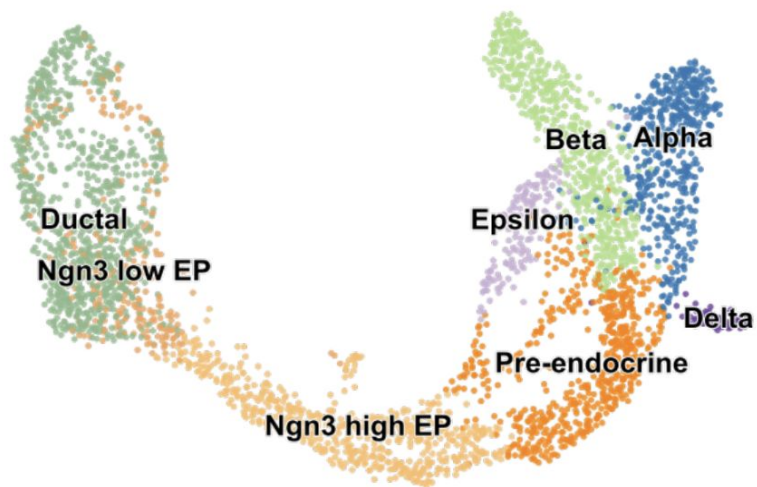 Beta
Alpha
Ductal
Epsilon
Ngn3 low EP
Delta
Pre-endocrine
Ngn3 high EP